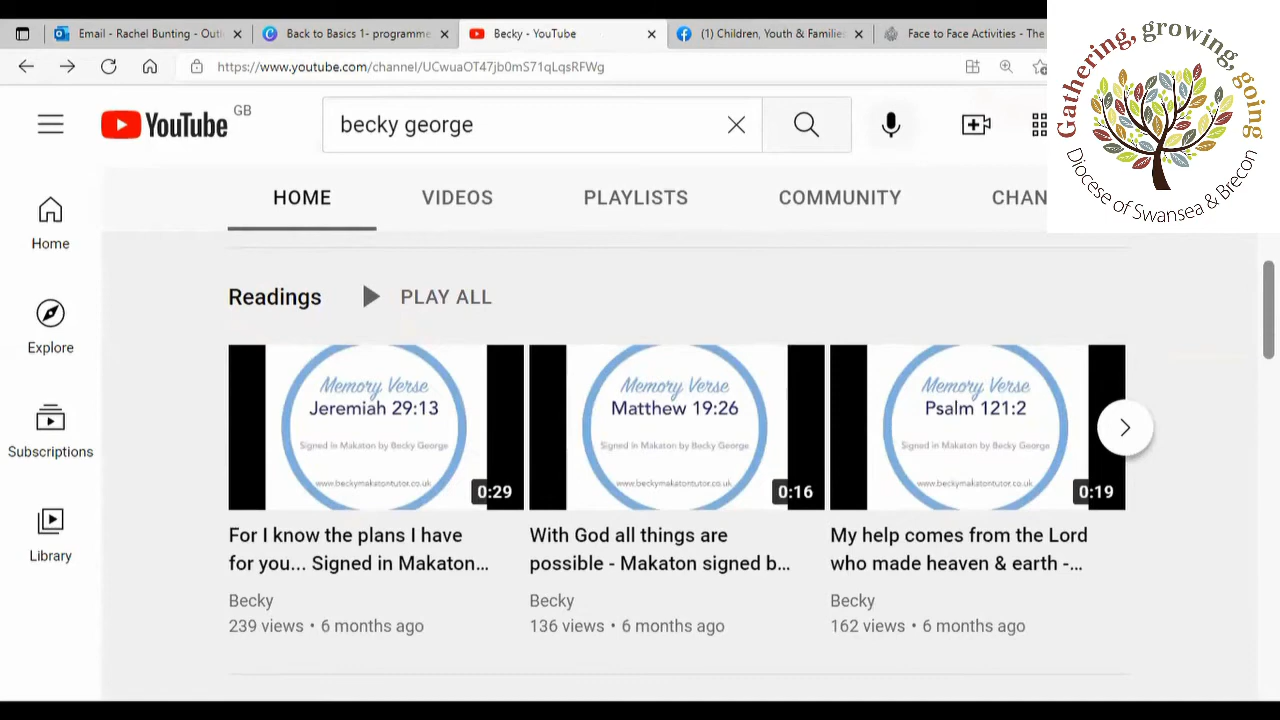 Email - Rachel Bunting - Outl
Back to Basics 1- programme
Becky - YouTube
(1) Children, Youth & Families
Face to Face Activities - The
https://www.youtube.com/channel/UCwuaOT47jb0mS71qLqsRFWg
Gathering, growing, going
Diocese of Swansea & Brecon
YouTube GB
becky george
HOME VIDEOS PLAYLISTS COMMUNITY CHAN
Home
Explore
Subscriptions
Library
Readings PLAY ALL
Memory Verse
Jeremiah 29:13
Signed in Makaton by Becky George
www.beckymakatontutor.co.uk
0:29
Memory Verse
Matthew 19:26
Signed in Makaton by Becky George
www.beckymakatontutor.co.uk
0:16
Memory Verse
Psalm 121:2
Signed in Makaton by Becky George
www.beckymakatontutor.co.uk
0:19
For I know the plans I have
for you... Signed in Makaton...
Becky
239 views • 6 months ago
With God all things are
possible - Makaton signed b...
Becky
136 views • 6 months ago
My help comes from the Lord
who made heaven & earth -...
Becky
162 views • 6 months ago